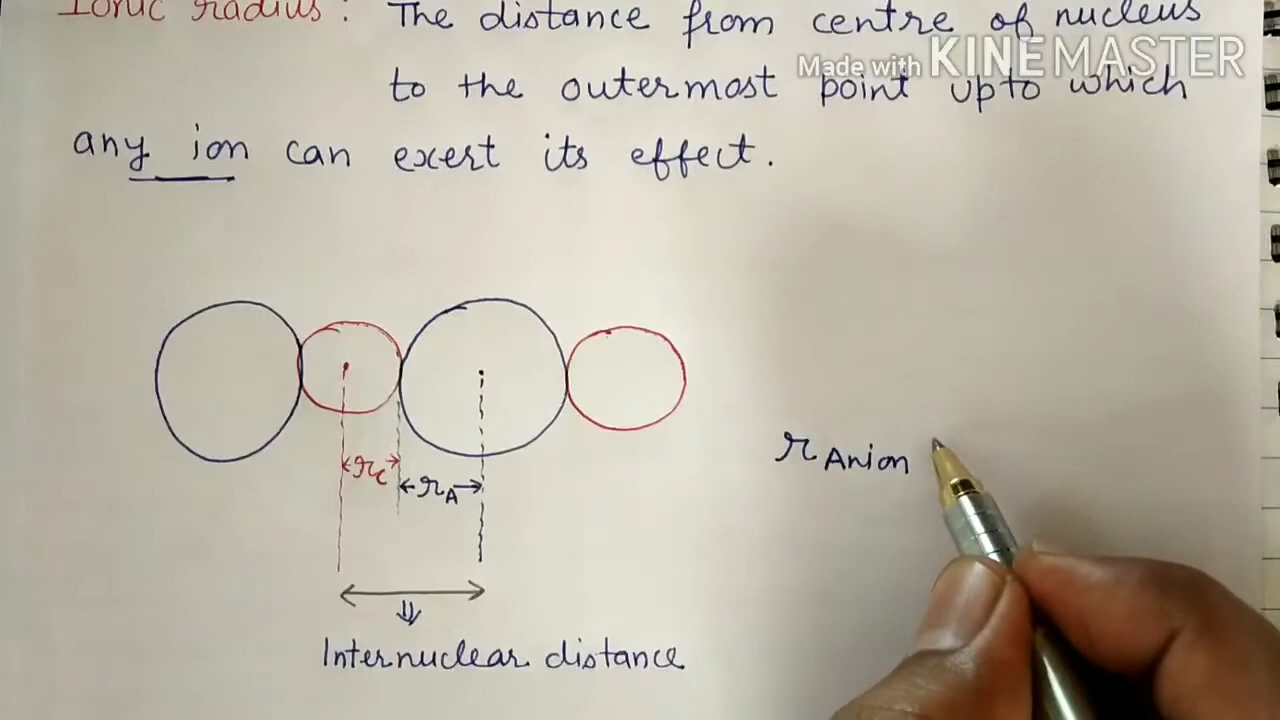 Ionic radius: The distance from centre of nucleus
Made with KINEMASTER
to the outermost point upto which
any ion can exert its effect.
rC
rA
r Anion
Internuclear distance